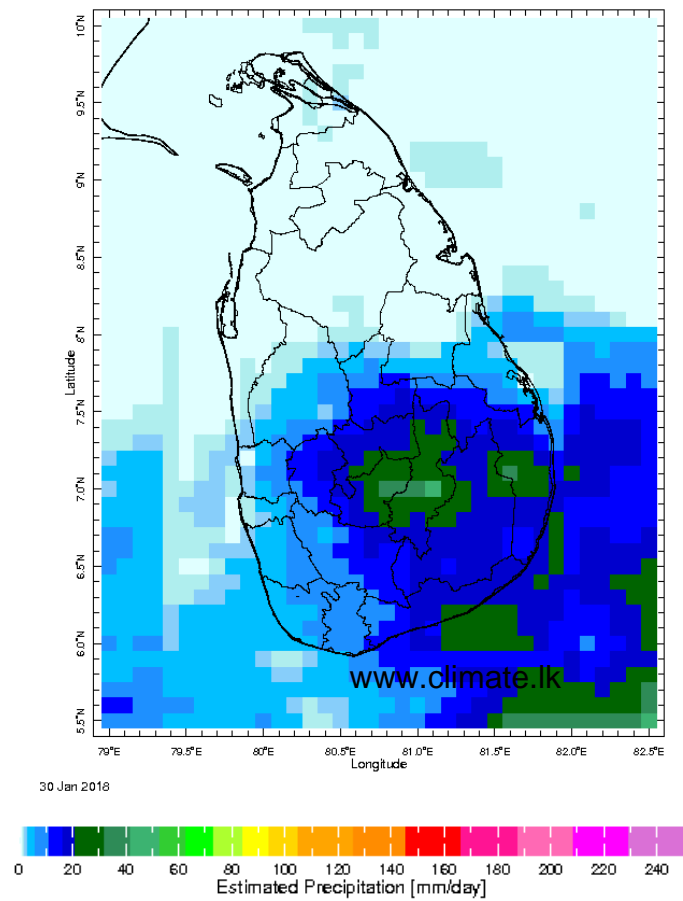 10°N
9.5°N
9°N
8.5°N
8°N
7.5°N
7.0°N
6.5°N
6.0°N
5.5°N
Latitude
www.climate.lk
79°E 79.5°E 80°E 80.5°E 81.0°E 81.5°E 82.0°E 82.5°E
Longitude
30 Jan 2018
0 20 40 60 80 100 120 140 160 180 200 220 240
Estimated Precipitation [mm/day]